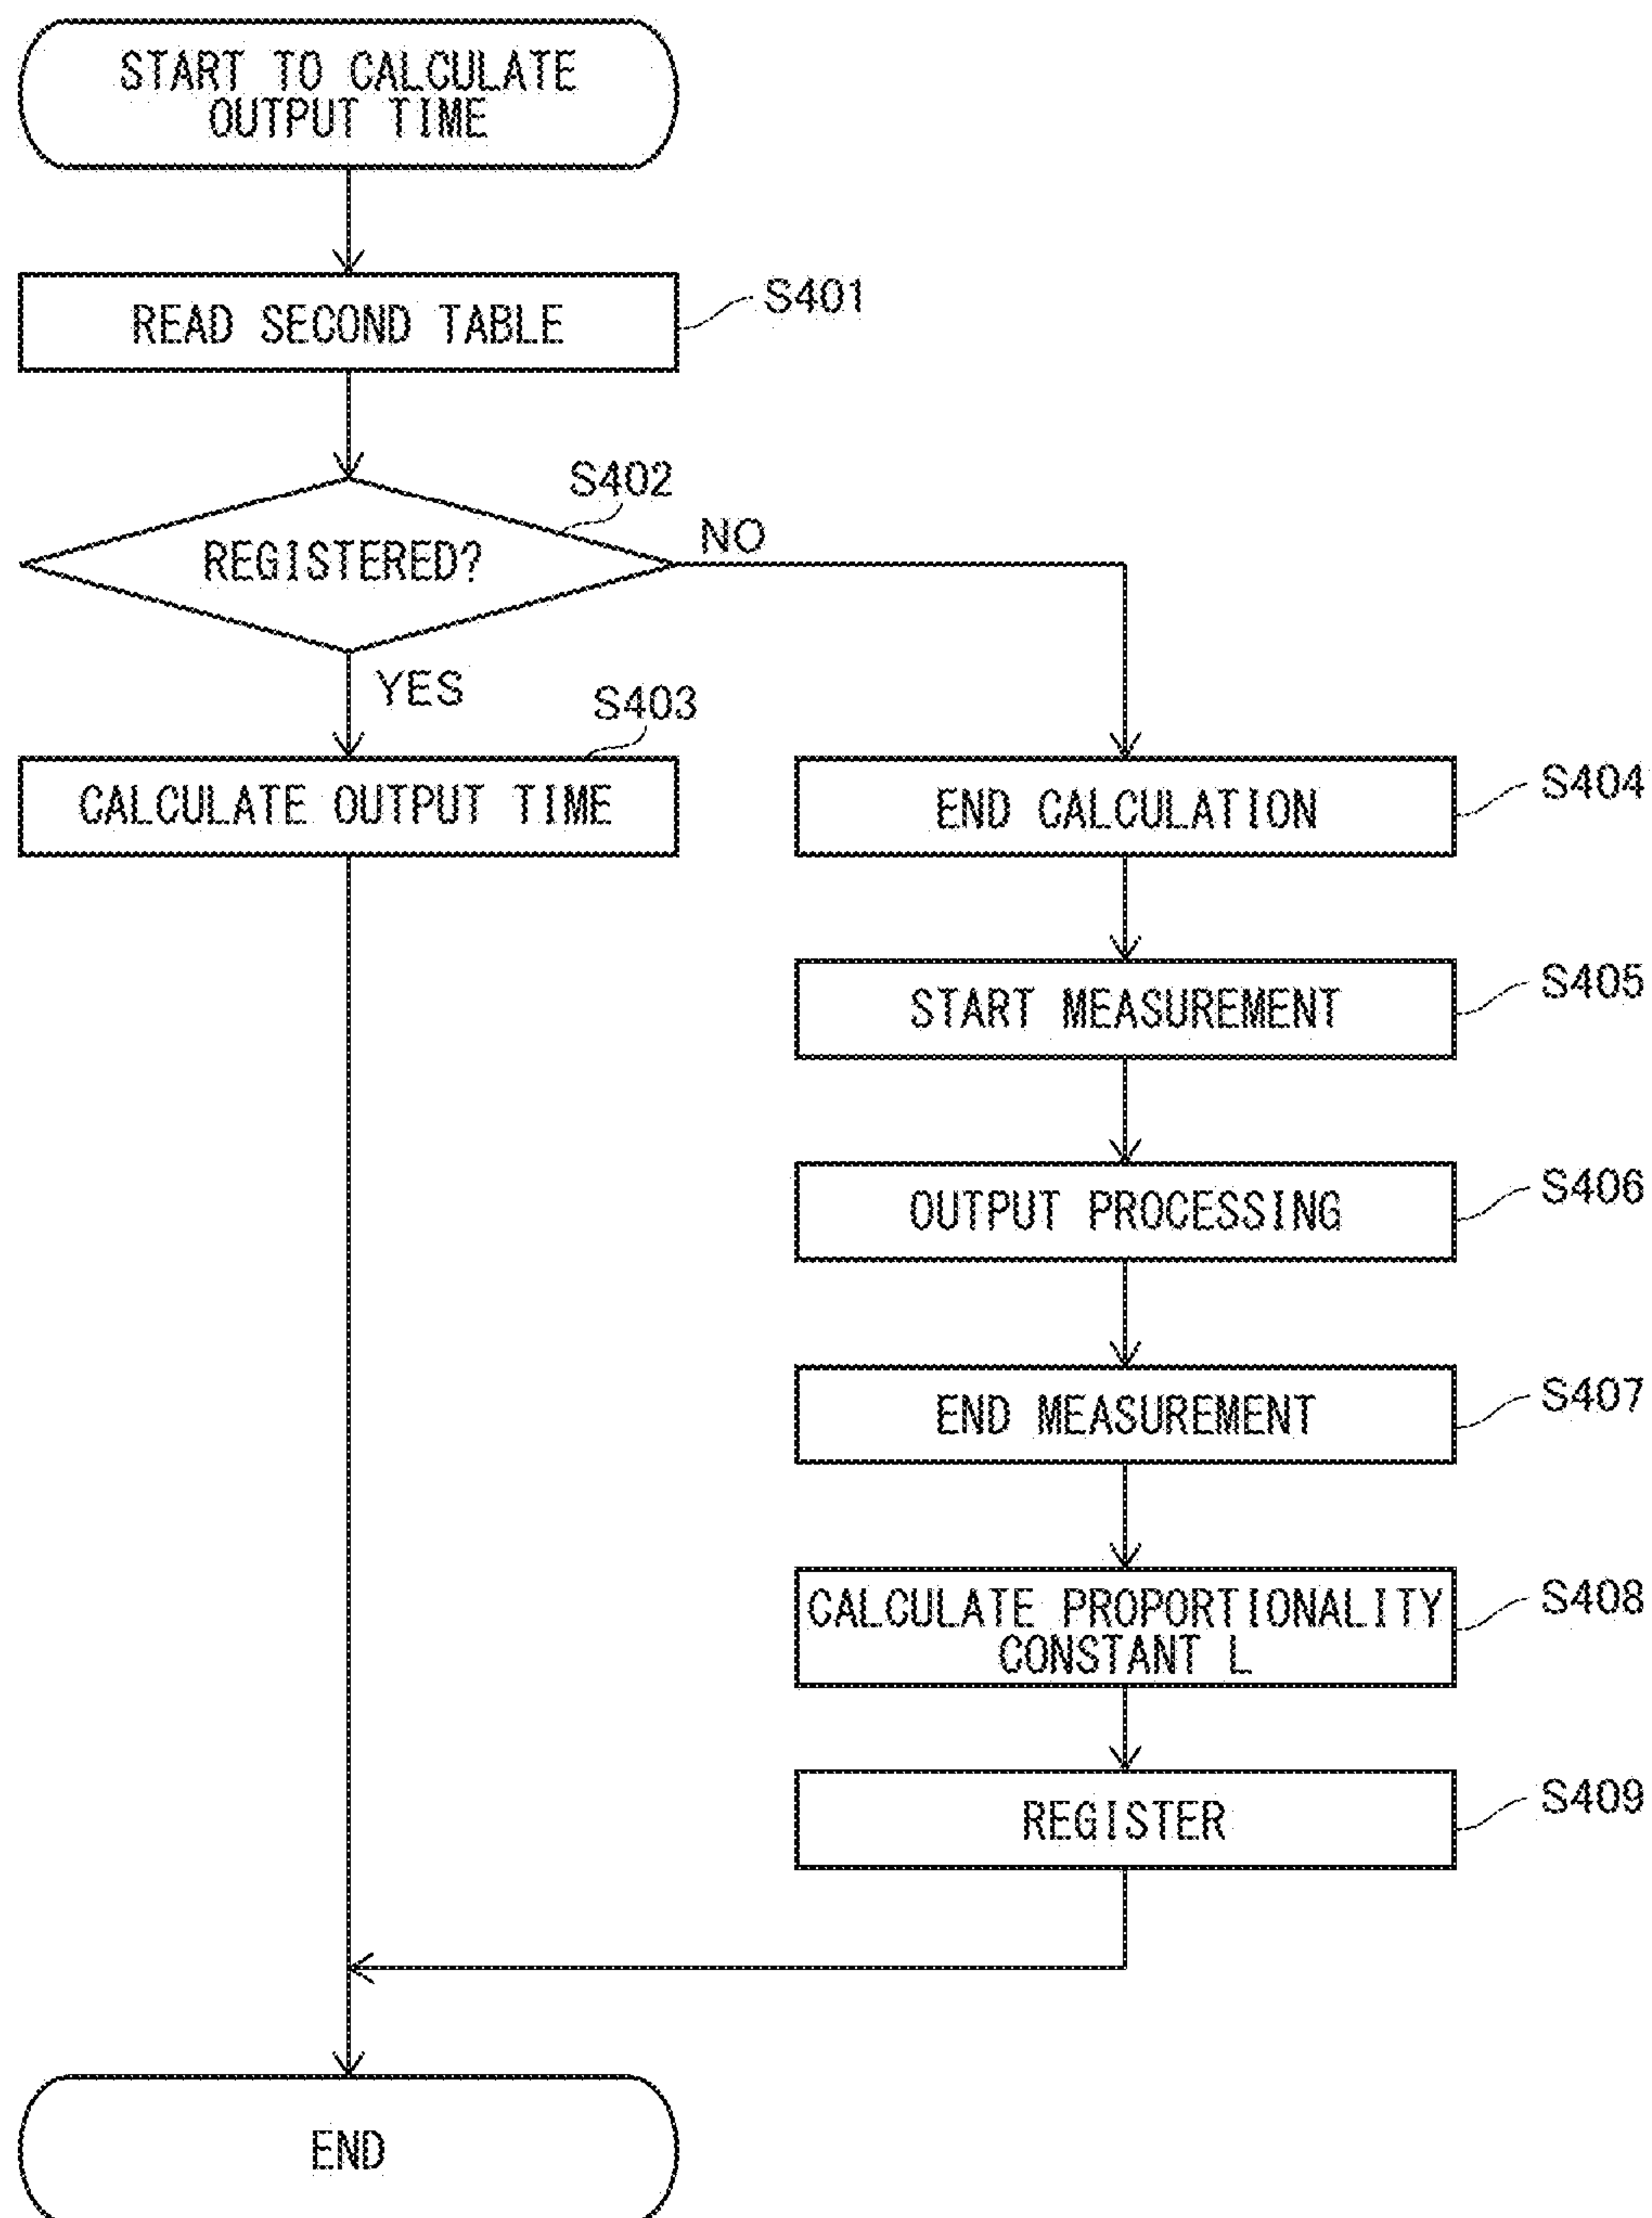 START TO CALCULATE
OUTPUT TIME
READ SECOND TABLE
S401
S402
REGISTERED?
NO
YES
S403
CALCULATE OUTPUT TIME
END CALCULATION
S404
START MEASUREMENT
S405
OUTPUT PROCESSING
S406
END MEASUREMENT
S407
CALCULATE PROPORTIONALITY
CONSTANT L
S408
REGISTER
S409
END